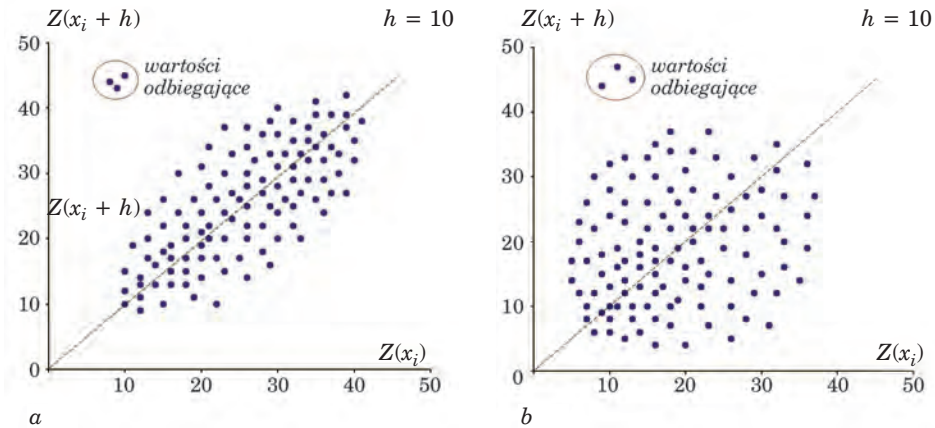 Z(xᵢ + h)
h = 10
50
wartości
odbiegające
40
30
Z(xᵢ + h)
20
10
0
Z(xᵢ)
10
20
30
40
50
a
Z(xᵢ + h)
h = 10
50
wartości
odbiegające
40
30
20
10
0
Z(xᵢ)
0
10
20
30
40
50
b